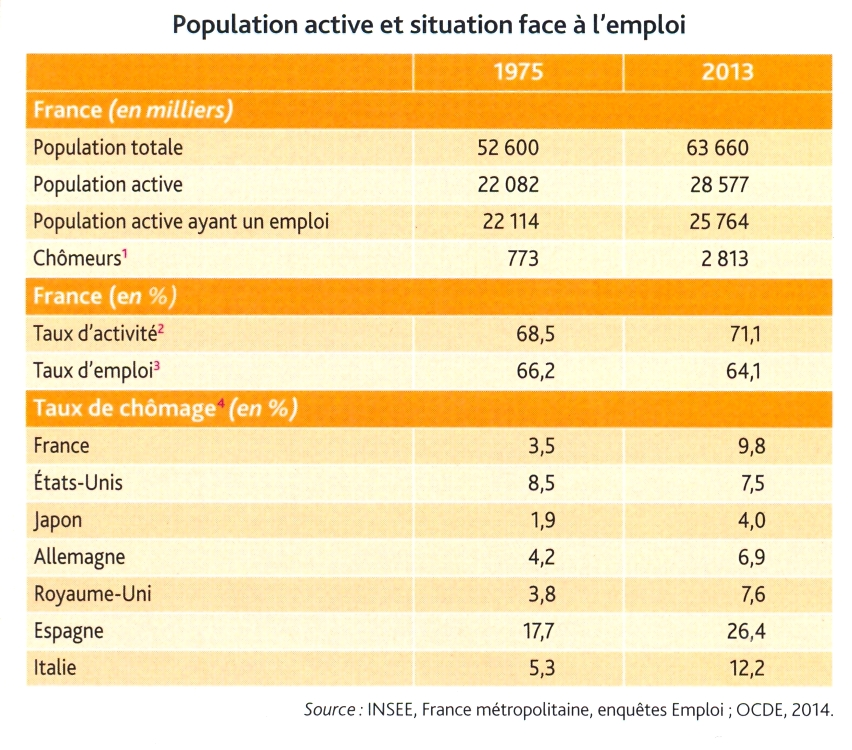 Population active et situation face à l'emploi
1975 2013
France (en milliers)
Population totale 52 600 63 660
Population active 22 082 28 577
Population active ayant un emploi 22 114 25 764
Chômeurs¹ 773 2 813
France (en %)
Taux d'activité² 68,5 71,1
Taux d'emploi³ 66,2 64,1
Taux de chômage⁴ (en %)
France 3,5 9,8
États-Unis 8,5 7,5
Japon 1,9 4,0
Allemagne 4,2 6,9
Royaume-Uni 3,8 7,6
Espagne 17,7 26,4
Italie 5,3 12,2
Source : INSEE, France métropolitaine, enquêtes Emploi ; OCDE, 2014.